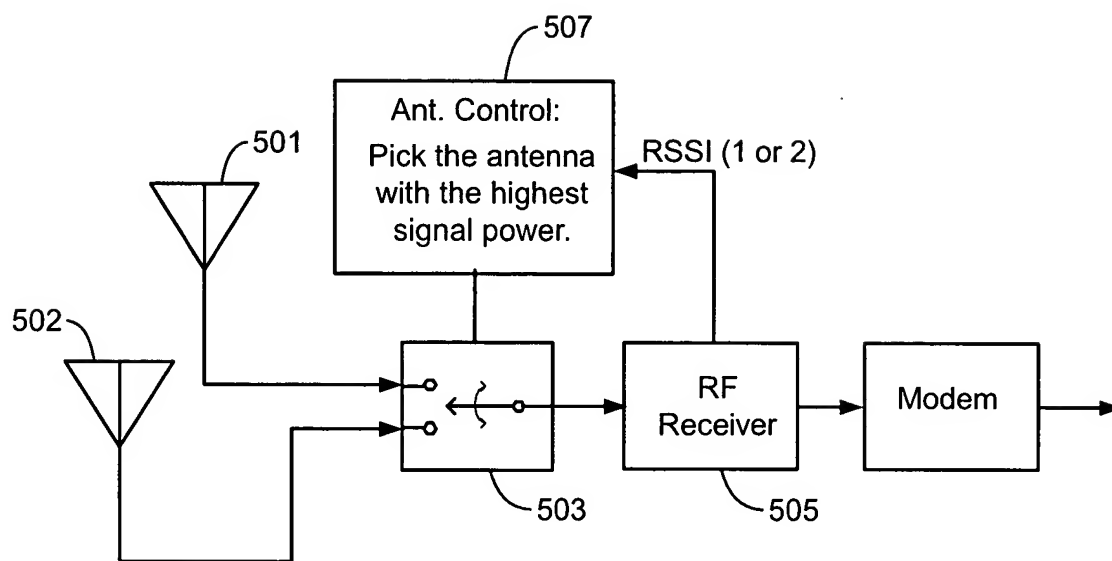 507
Ant. Control:
Pick the antenna
with the highest
signal power.
RSSI (1 or 2)
501
502
RF
Receiver
Modem
503
505